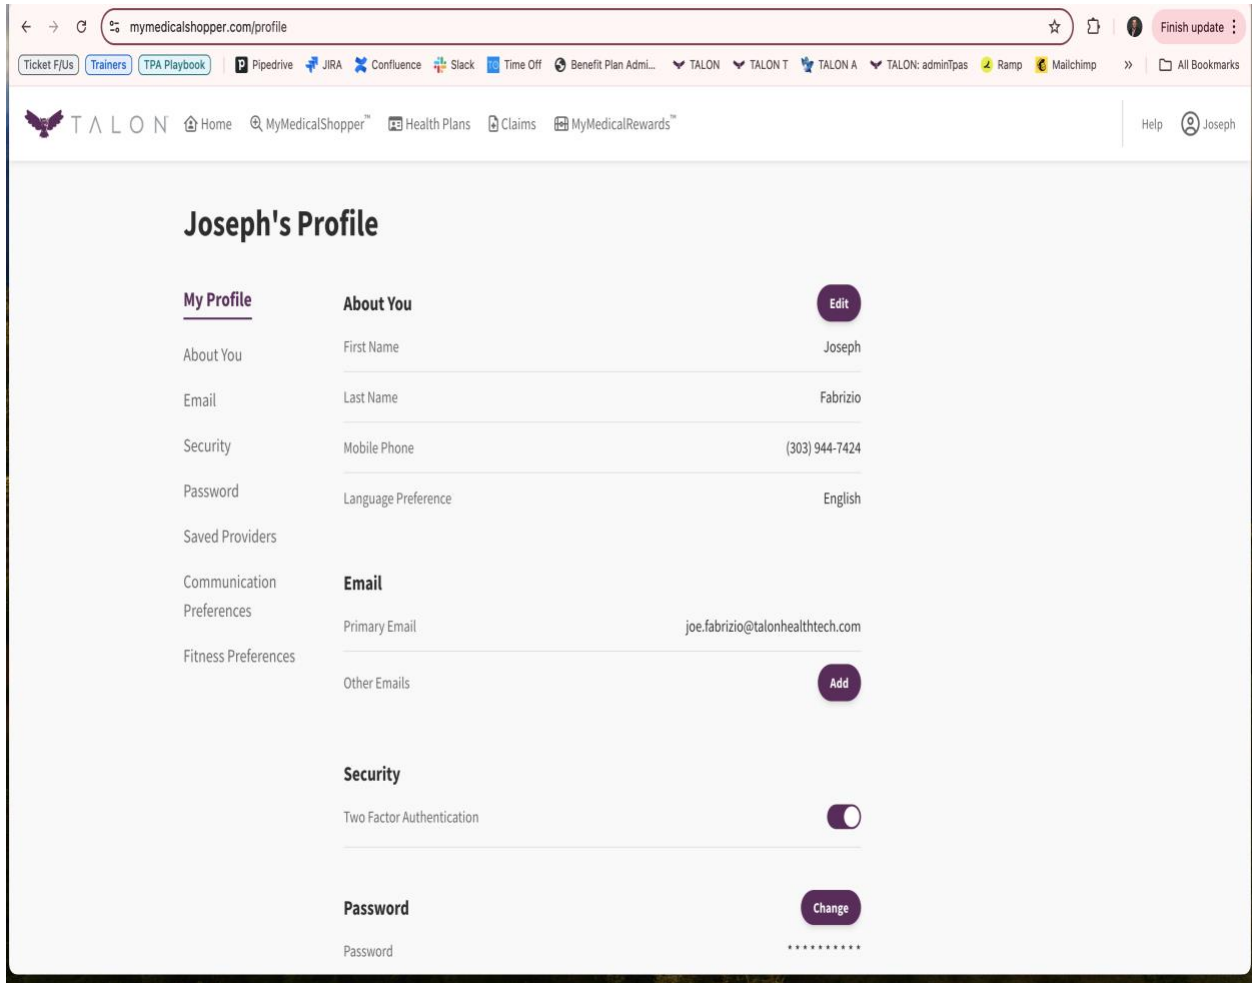 mymedicalshopper.com/profile
Finish update
Ticket F/Us Trainers TPA Playbook Pipedrive JIRA Confluence Slack Time Off Benefit Plan Admi... TALON TALON T TALON A TALON: adminTpas Ramp Mailchimp » All Bookmarks
TALON Home MyMedicalShopper™ Health Plans Claims MyMedicalRewards™ Help Joseph
Joseph's Profile
My Profile
About You
Email
Security
Password
Saved Providers
Communication
Preferences
Fitness Preferences
About You Edit
First Name Joseph
Last Name Fabrizio
Mobile Phone (303) 944-7424
Language Preference English
Email
Primary Email joe.fabrizio@talonhealthtech.com
Other Emails Add
Security
Two Factor Authentication
Password Change
Password **********